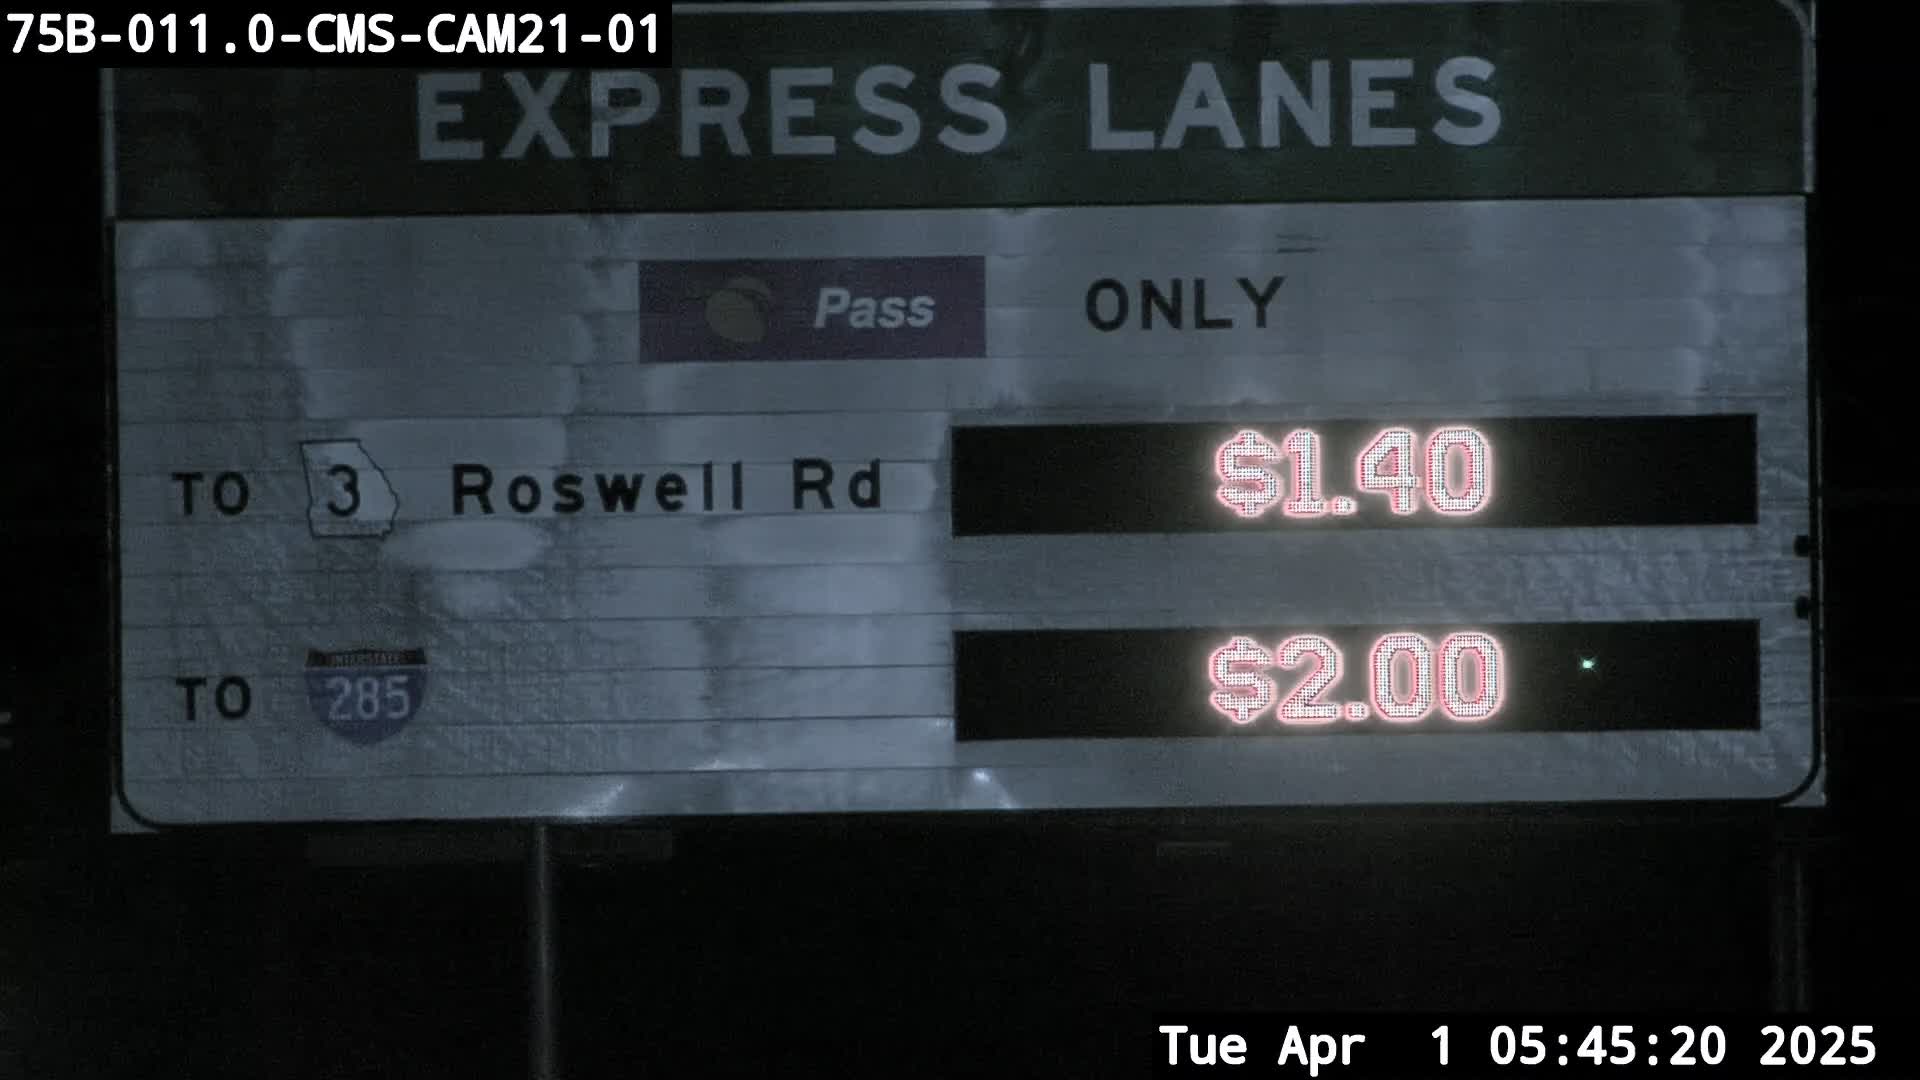 75B-011.0-CMS-CAM21-01
EXPRESS LANES
Pass ONLY
TO 3 Roswell Rd $1.40
INTERSTATE
TO 285 $2.00
Tue Apr 1 05:45:20 2025